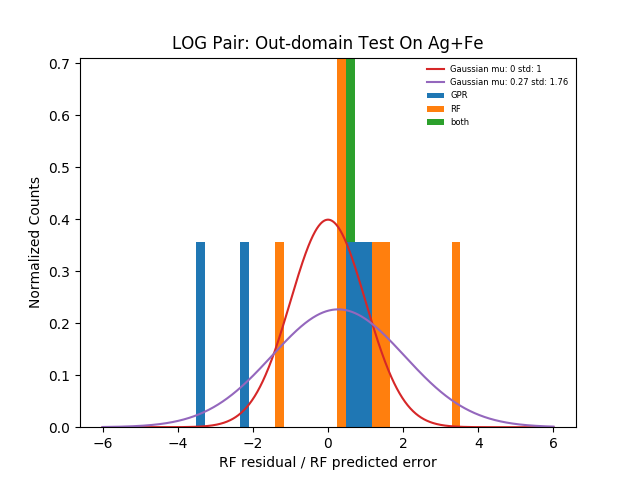 LOG Pair: Out-domain Test On Ag+Fe
0.7
0.6
0.5
0.4
0.3
0.2
0.1
0.0
Normalized Counts
Gaussian mu: 0 std: 1
Gaussian mu: 0.27 std: 1.76
GPR
RF
both
−6 −4 −2 0 2 4 6
RF residual / RF predicted error